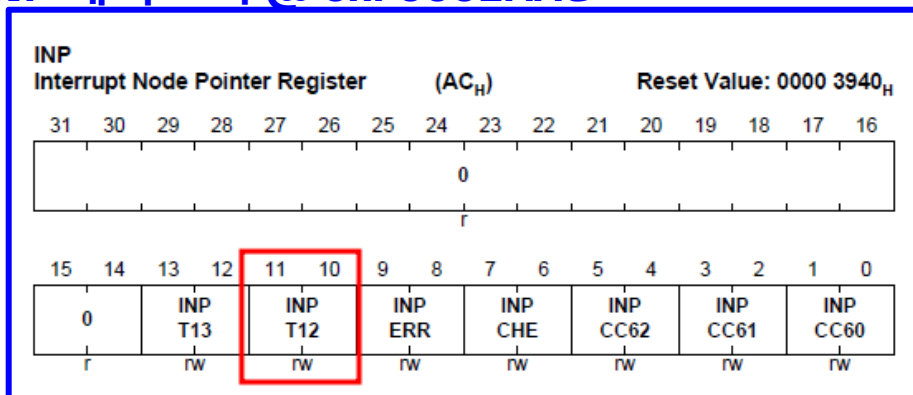 INP
Interrupt Node Pointer Register (ACH) Reset Value: 0000 3940H
31 30 29 28 27 26 25 24 23 22 21 20 19 18 17 16
0
r
15 14 13 12 11 10 9 8 7 6 5 4 3 2 1 0
0 INP INP INP INP INP INP INP
T13 T12 ERR CHE CC62 CC61 CC60
r rw rw rw rw rw rw rw